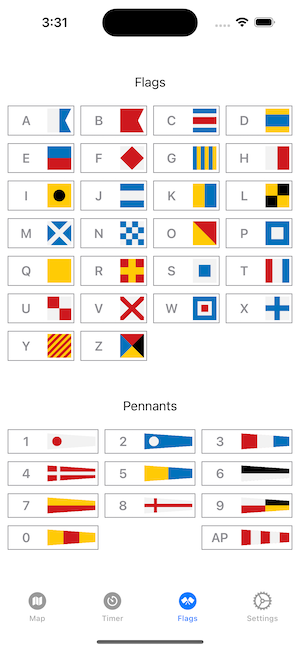 3:31
Flags
A B C D
E F G H
I J K L
M N O P
Q R S T
U V W X
Y Z
Pennants
1 2 3
4 5 6
7 8 9
0 AP
Map Timer Flags Settings